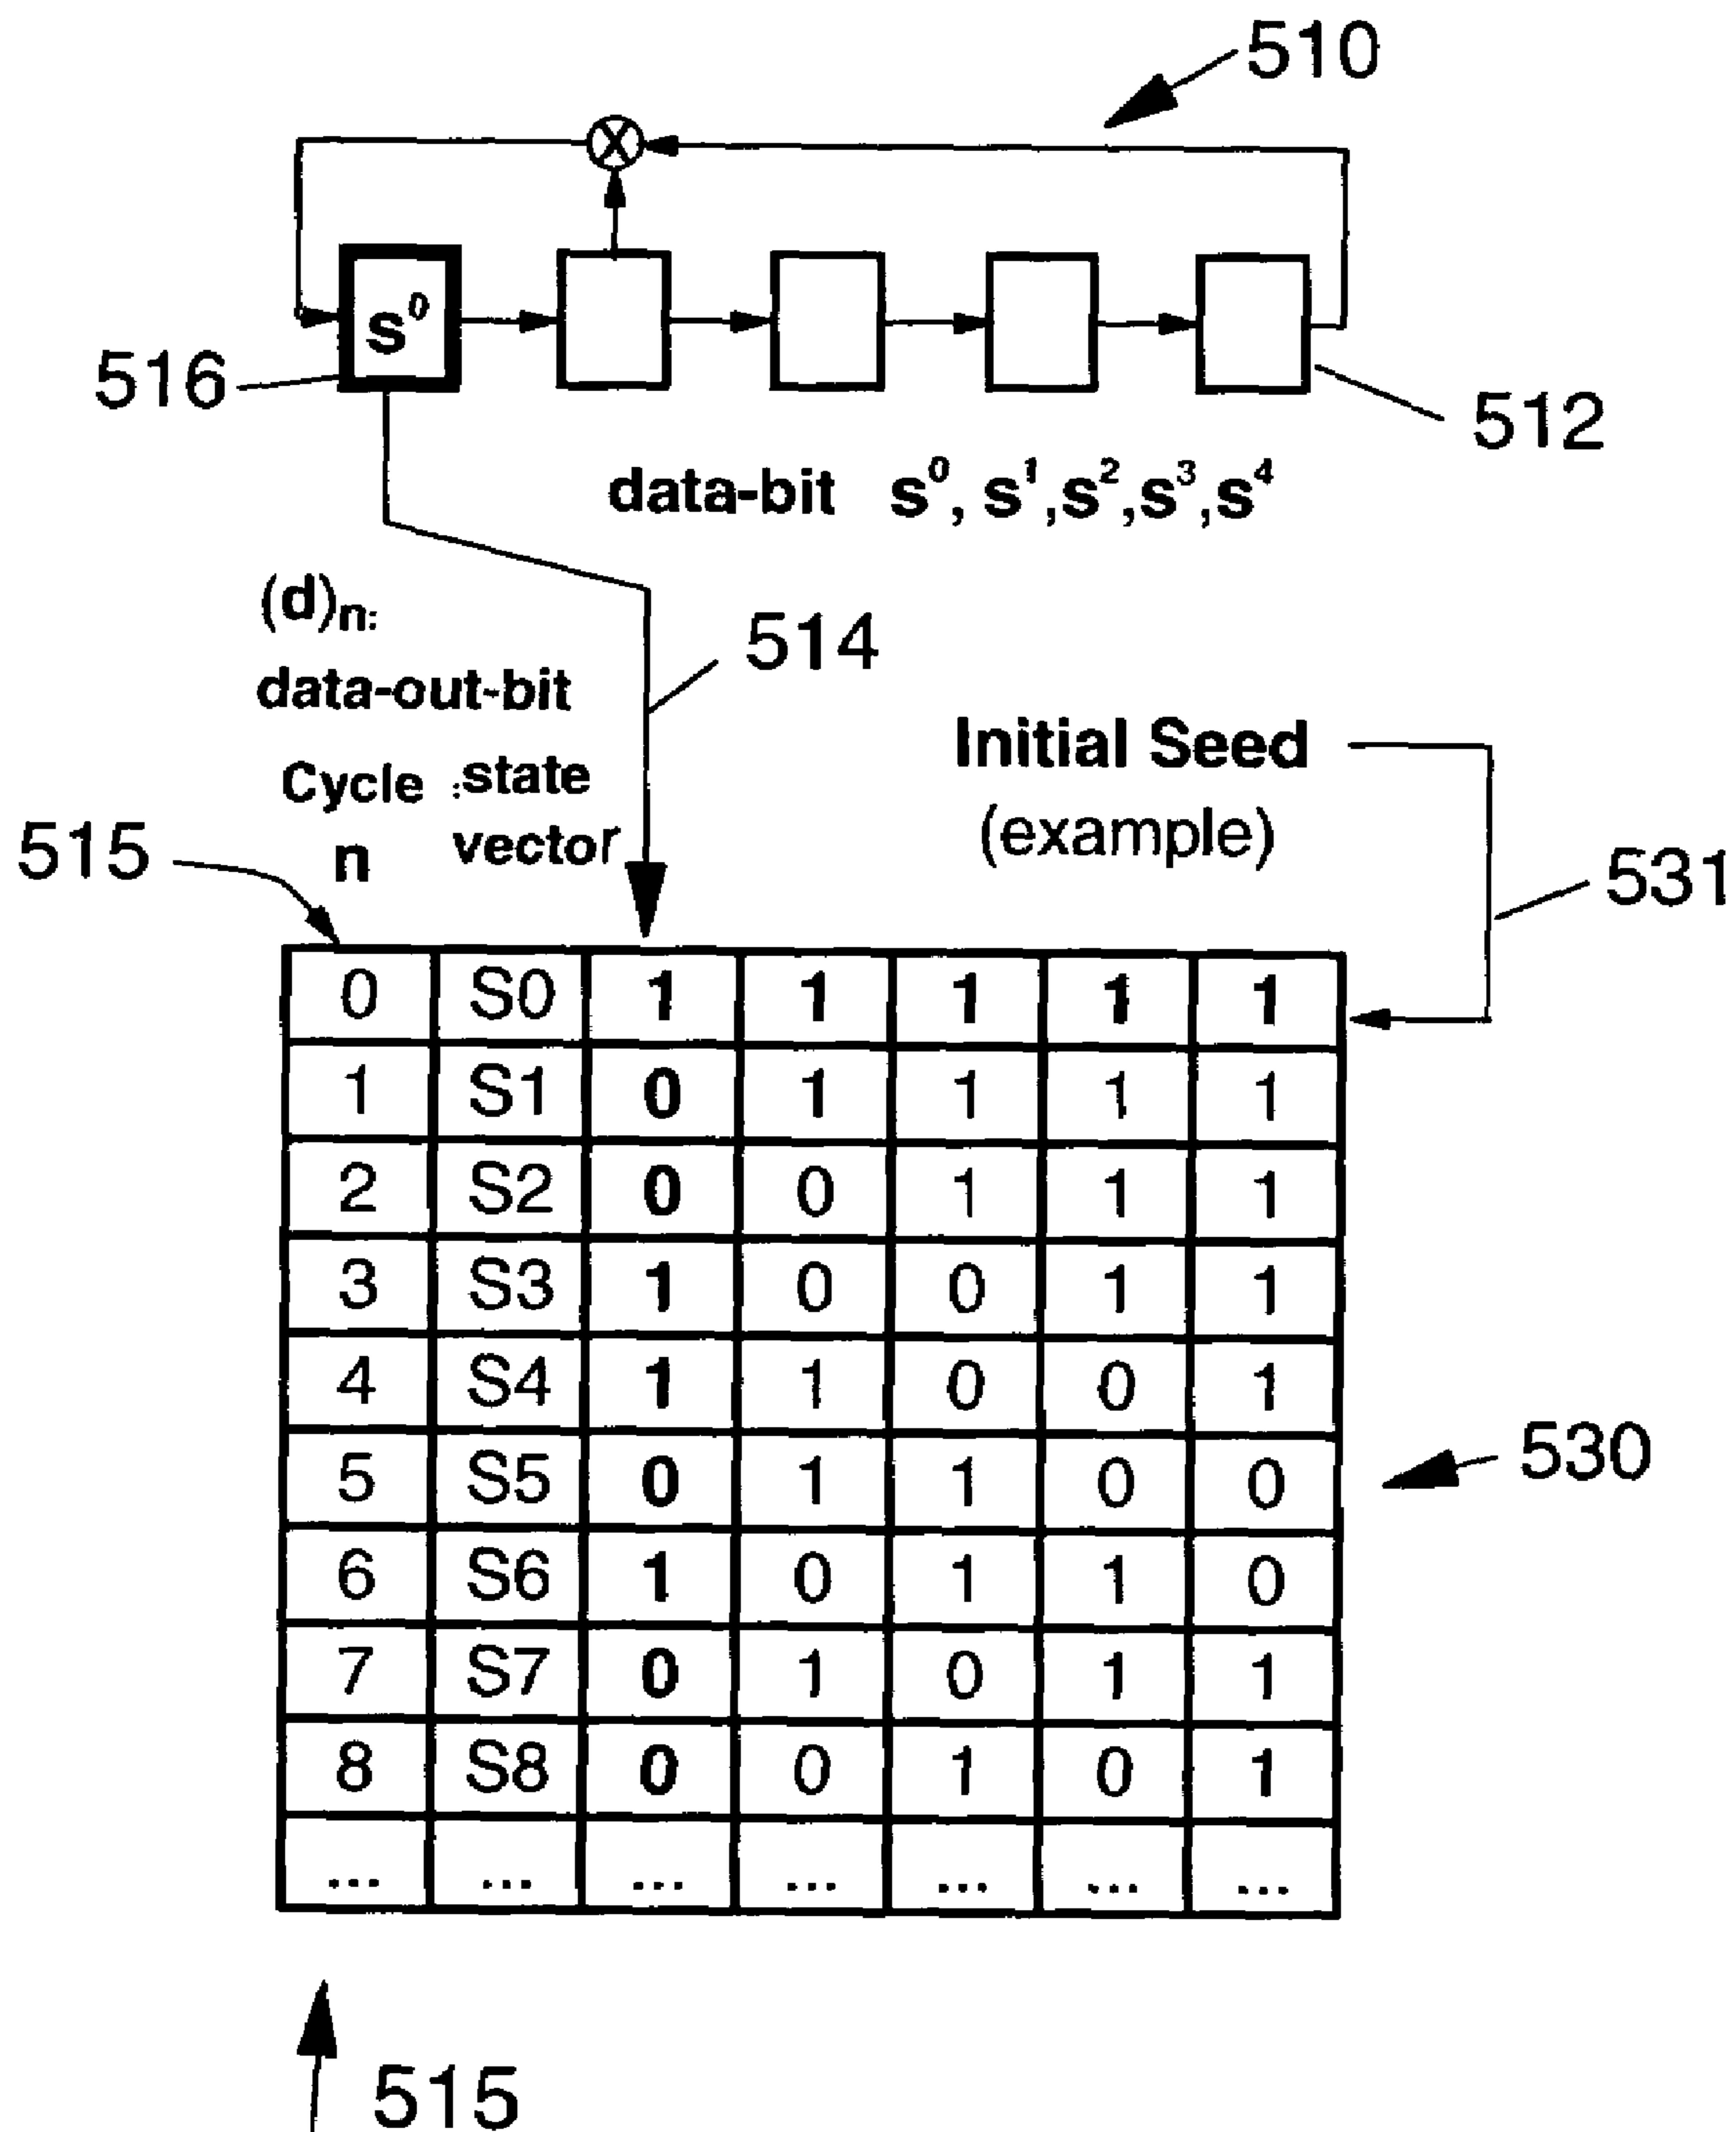 510
s⁰
516
512
data-bit s⁰, s¹,s²,s³,s⁴
(d)n:
data-out-bit
514
Initial Seed
(example)
Cycle :state
n vector
515
531
0 S0 1 1 1 1 1
1 S1 0 1 1 1 1
2 S2 0 0 1 1 1
3 S3 1 0 0 1 1
4 S4 1 1 0 0 1
5 S5 0 1 1 0 0
530
6 S6 1 0 1 1 0
7 S7 0 1 0 1 1
8 S8 0 0 1 0 1
... ... ... ... ... ... ...
515